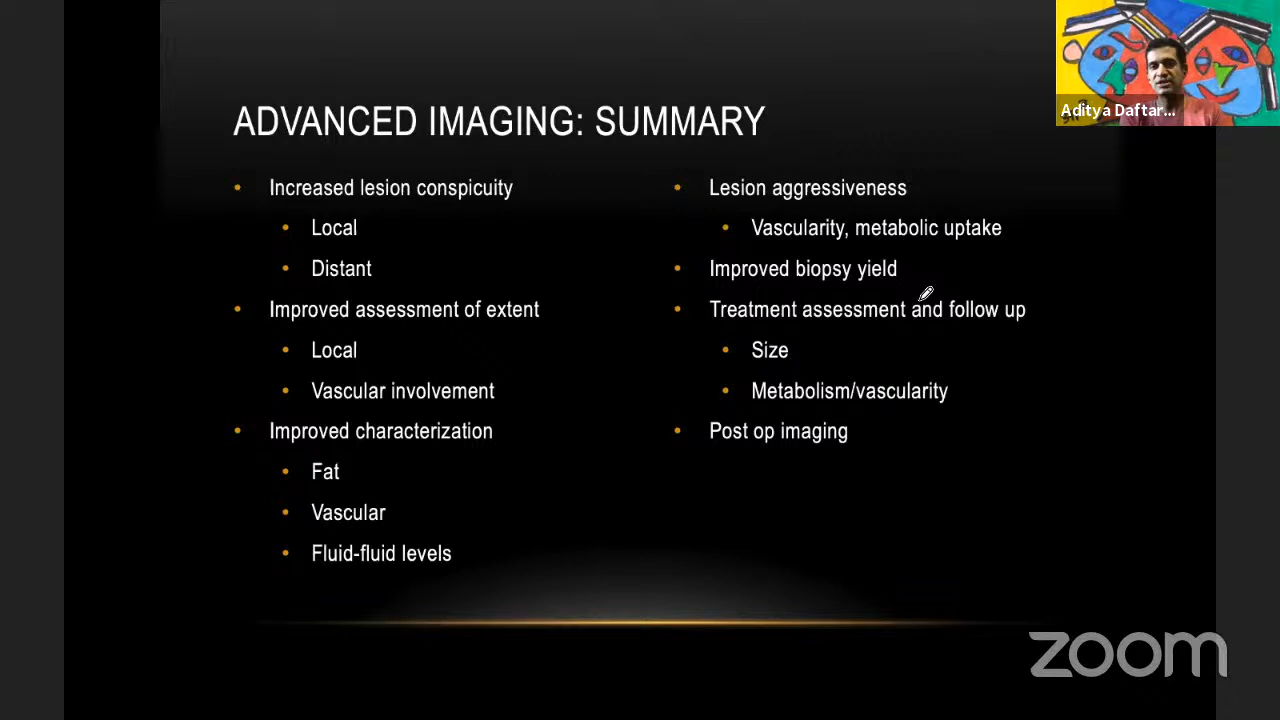 ADVANCED IMAGING: SUMMARY
Increased lesion conspicuity
Local
Distant
Improved assessment of extent
Local
Vascular involvement
Improved characterization
Fat
Vascular
Fluid-fluid levels
Lesion aggressiveness
Vascularity, metabolic uptake
Improved biopsy yield
Treatment assessment and follow up
Size
Metabolism/vascularity
Post op imaging
Aditya Daftar...
zoom